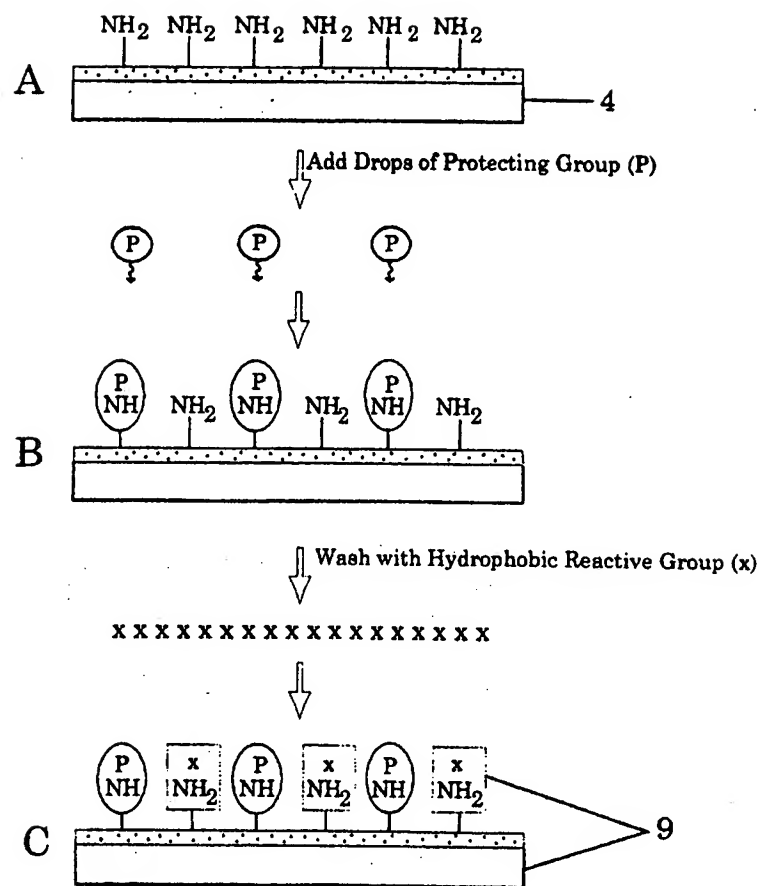 NH2 NH2 NH2 NH2 NH2 NH2
A
4
Add Drops of Protecting Group (P)
P P P
P P P
NH NH2 NH NH2 NH NH2
B
Wash with Hydrophobic Reactive Group (x)
x x x x x x x x x x x x x x x x x x
P x P x P x
NH NH2 NH NH2 NH NH2
9
C